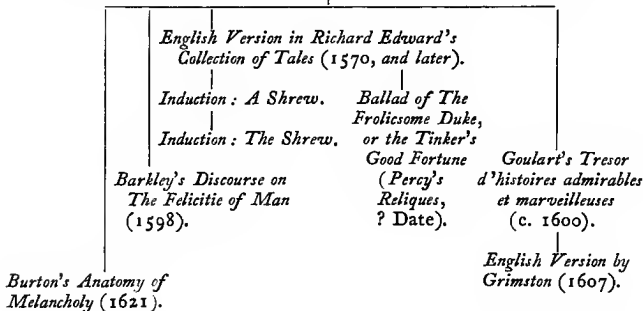 English Version in Richard Edward's
Collection of Tales (1570, and later).
Induction : A Shrew.
Induction : The Shrew.
Ballad of The
Frolicsome Duke,
or the Tinker's
Good Fortune
(Percy's
Reliques,
? Date).
Barkley's Discourse on
The Felicitie of Man
(1598).
Goulart's Tresor
d'histoires admirables
et marveilleuses
(c. 1600).
English Version by
Grimston (1607).
Burton's Anatomy of
Melancholy (1621).